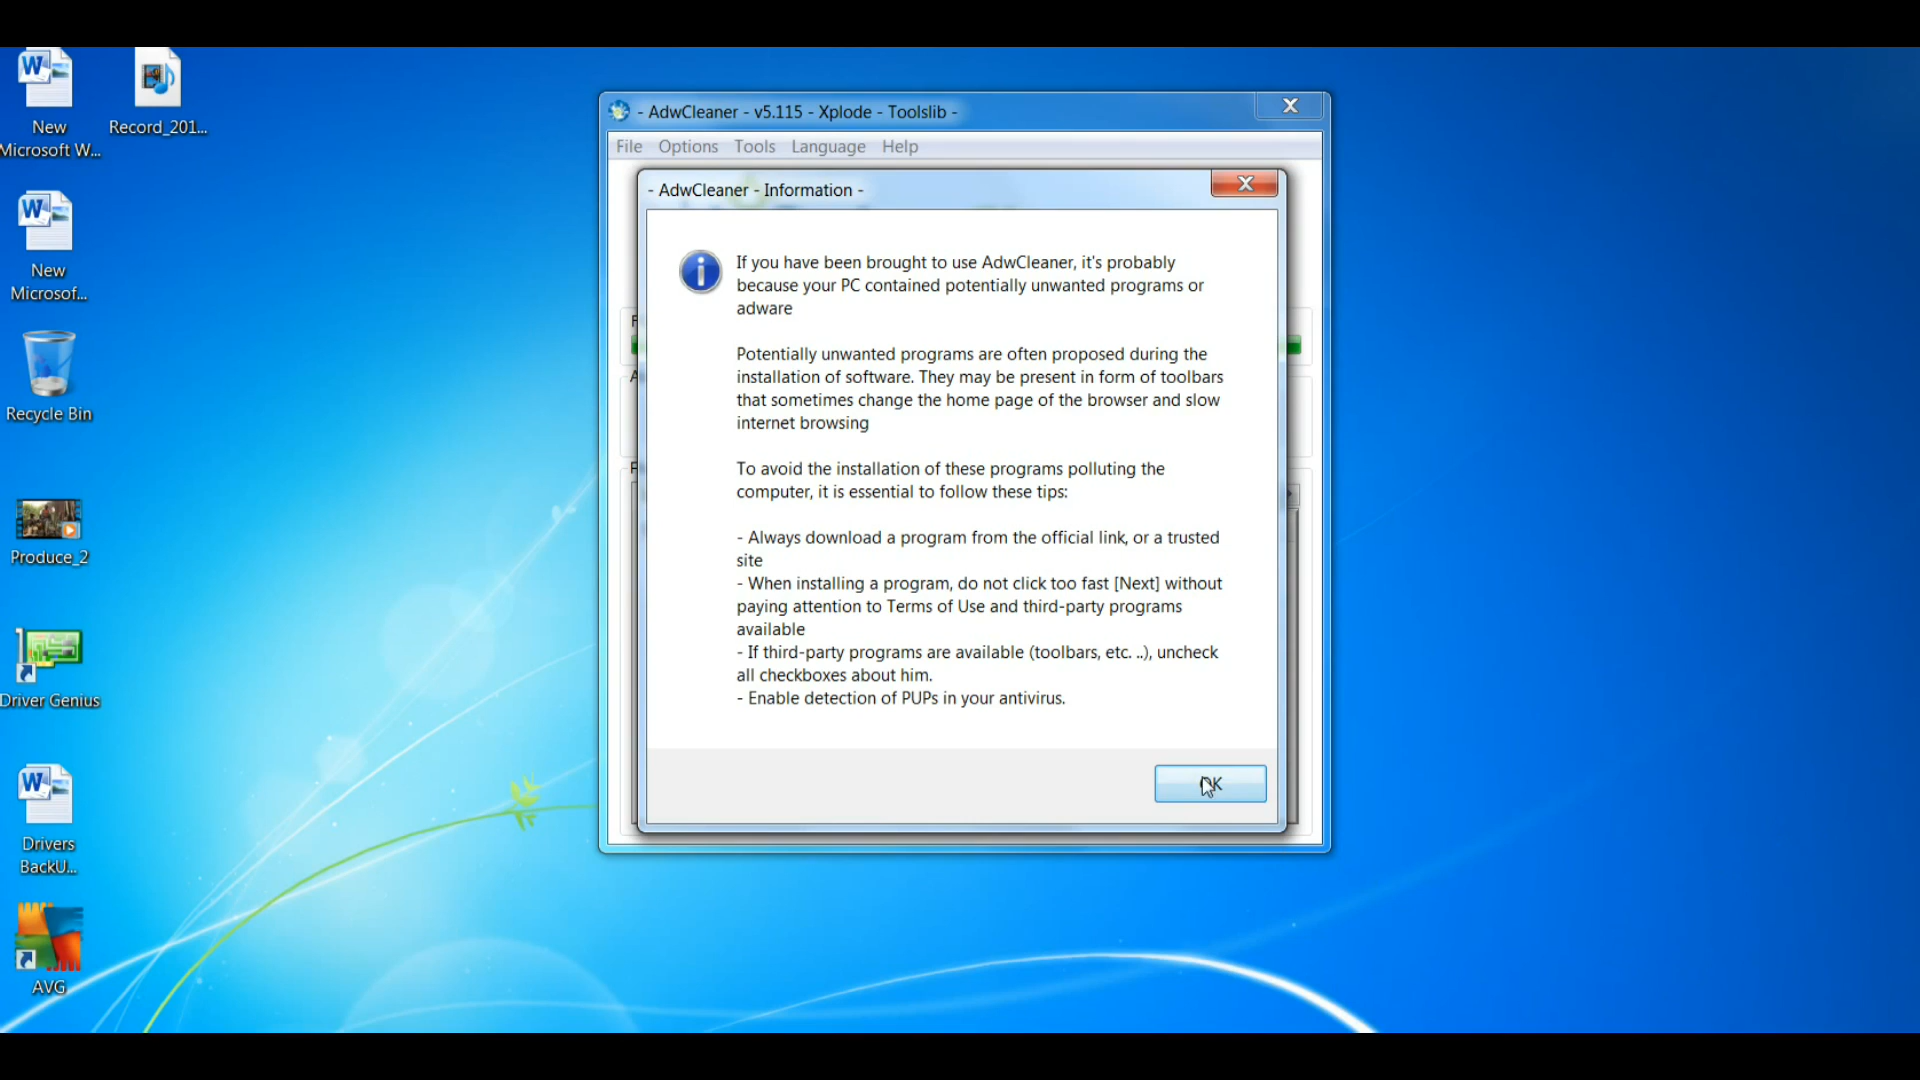 New
Microsoft W...
Record_201...
New
Microsof...
Recycle Bin
Produce_2
Driver Genius
Drivers
BackU...
AVG
- AdwCleaner - v5.115 - Xplode - Toolslib -
File Options Tools Language Help
- AdwCleaner - Information -
If you have been brought to use AdwCleaner, it's probably
because your PC contained potentially unwanted programs or
adware
Potentially unwanted programs are often proposed during the
installation of software. They may be present in form of toolbars
that sometimes change the home page of the browser and slow
internet browsing
To avoid the installation of these programs polluting the
computer, it is essential to follow these tips:
- Always download a program from the official link, or a trusted
site
- When installing a program, do not click too fast [Next] without
paying attention to Terms of Use and third-party programs
available
- If third-party programs are available (toolbars, etc. ..), uncheck
all checkboxes about him.
- Enable detection of PUPs in your antivirus.
OK